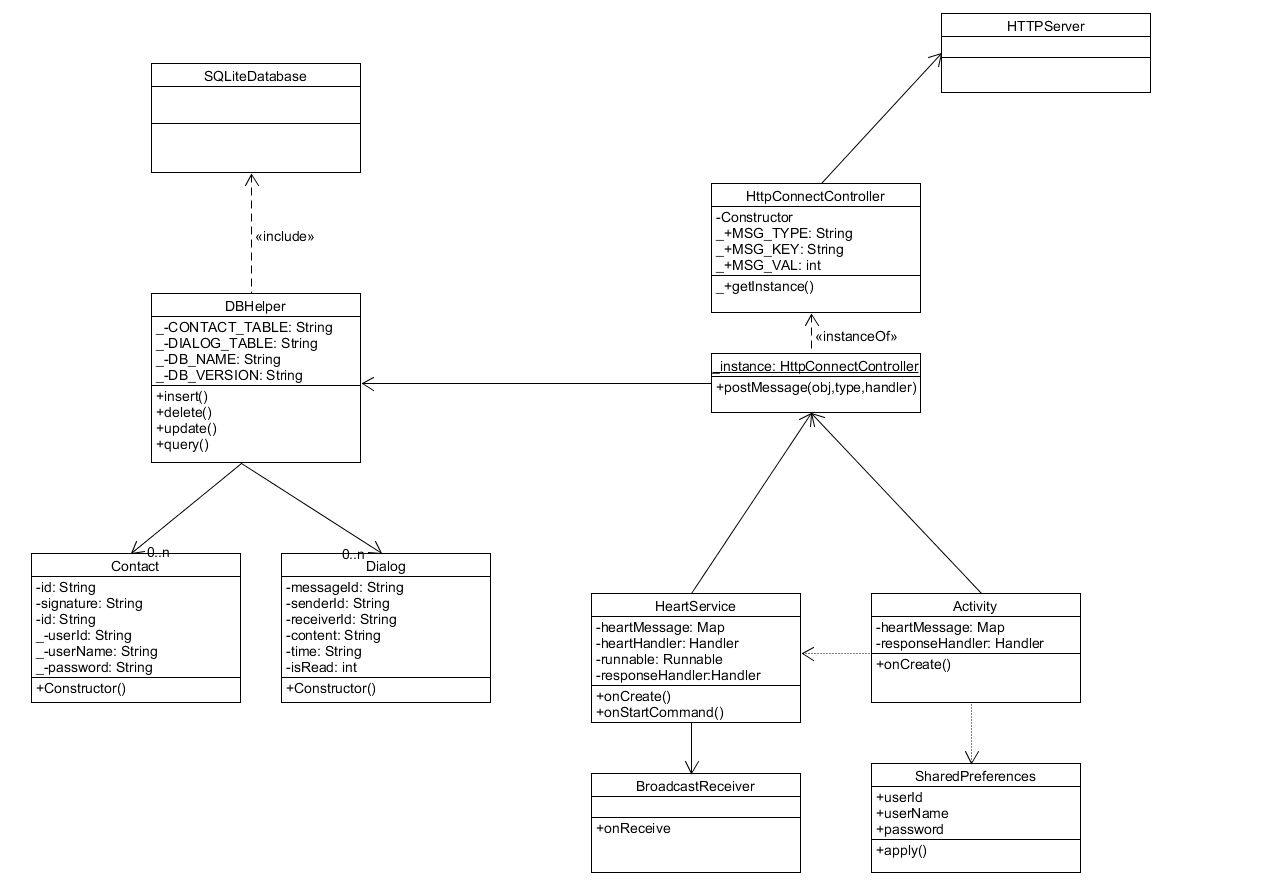 HTTPServer
SQLiteDatabase
HttpConnectController
-Constructor
_+MSG_TYPE: String
_+MSG_KEY: String
_+MSG_VAL: int
_+getInstance()
«include»
DBHelper
_-CONTACT_TABLE: String
_-DIALOG_TABLE: String
_-DB_NAME: String
_-DB_VERSION: String
+insert()
+delete()
+update()
+query()
«instanceOf»
_instance: HttpConnectController
+postMessage(obj,type,handler)
0..n
Contact
-id: String
-signature: String
-id: String
_-userId: String
_-userName: String
_-password: String
+Constructor()
0..n
Dialog
-messageId: String
-senderId: String
-receiverId: String
-content: String
-time: String
-isRead: int
+Constructor()
HeartService
-heartMessage: Map
-heartHandler: Handler
-runnable: Runnable
-responseHandler:Handler
+onCreate()
+onStartCommand()
Activity
-heartMessage: Map
-responseHandler: Handler
+onCreate()
BroadcastReceiver
+onReceive
SharedPreferences
+userId
+userName
+password
+apply()